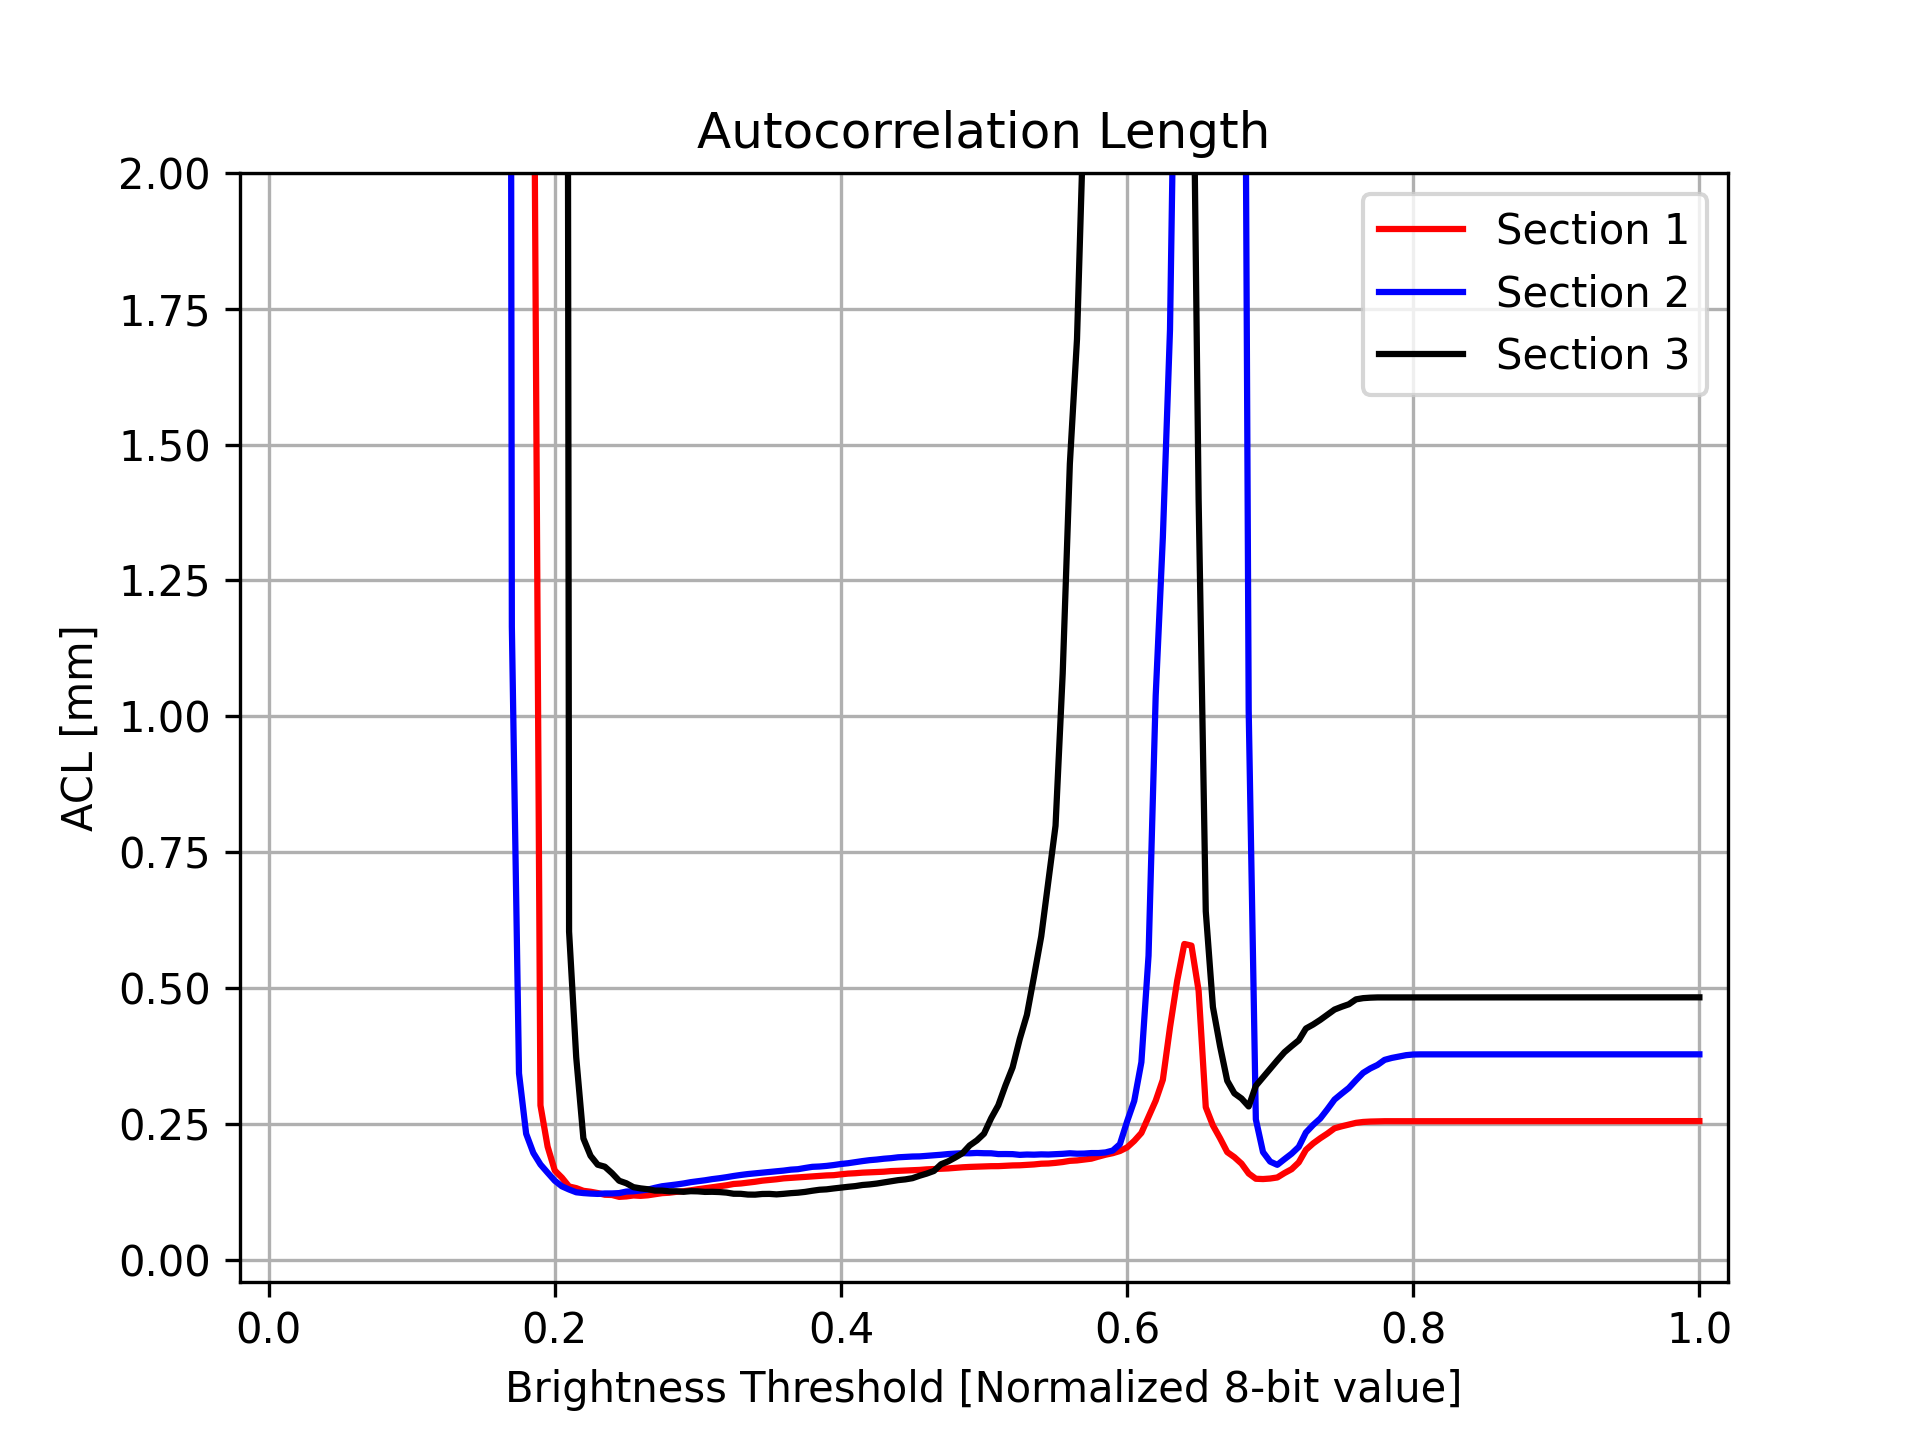 Autocorrelation Length
2.00
1.75
1.50
1.25
1.00
0.75
0.50
0.25
0.00
ACL [mm]
Section 1
Section 2
Section 3
0.0 0.2 0.4 0.6 0.8 1.0
Brightness Threshold [Normalized 8-bit value]